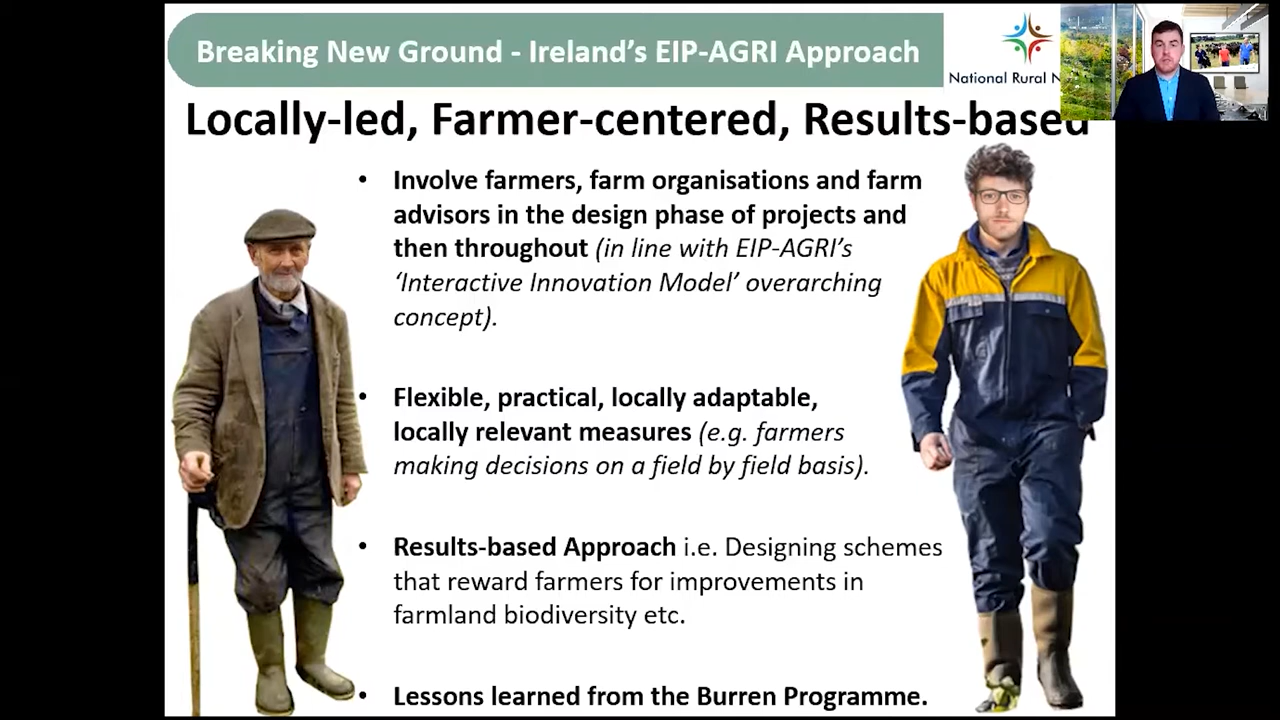 Breaking New Ground - Ireland's EIP-AGRI Approach
National Rural N
Locally-led, Farmer-centered, Results-based
• Involve farmers, farm organisations and farm
advisors in the design phase of projects and
then throughout (in line with EIP-AGRI's
'Interactive Innovation Model' overarching
concept).
• Flexible, practical, locally adaptable,
locally relevant measures (e.g. farmers
making decisions on a field by field basis).
• Results-based Approach i.e. Designing schemes
that reward farmers for improvements in
farmland biodiversity etc.
• Lessons learned from the Burren Programme.